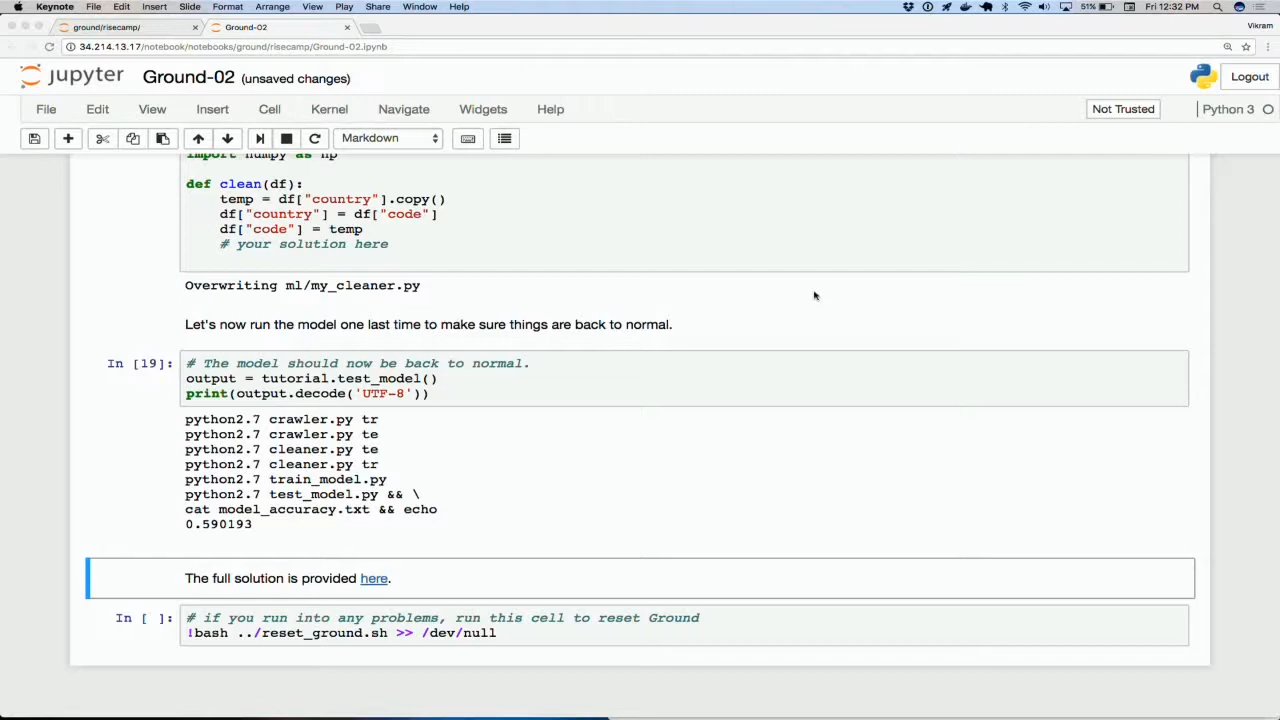 Keynote File Edit Insert Slide Format Arrange View Play Share Window Help 51% Fri 12:32 PM
ground/risecamp/ Ground-02 Vikram
34.214.13.17/notebook/notebooks/ground/risecamp/Ground-02.ipynb
jupyter Ground-02 (unsaved changes) Logout
File Edit View Insert Cell Kernel Navigate Widgets Help Not Trusted Python 3
Markdown
import numpy as np
def clean(df):
temp = df["country"].copy()
df["country"] = df["code"]
df["code"] = temp
# your solution here
Overwriting ml/my_cleaner.py
Let's now run the model one last time to make sure things are back to normal.
In [19]: # The model should now be back to normal.
output = tutorial.test_model()
print(output.decode('UTF-8'))
python2.7 crawler.py tr
python2.7 crawler.py te
python2.7 cleaner.py te
python2.7 cleaner.py tr
python2.7 train_model.py
python2.7 test_model.py && \
cat model_accuracy.txt && echo
0.590193
The full solution is provided here.
In [ ]: # if you run into any problems, run this cell to reset Ground
!bash ../reset_ground.sh >> /dev/null